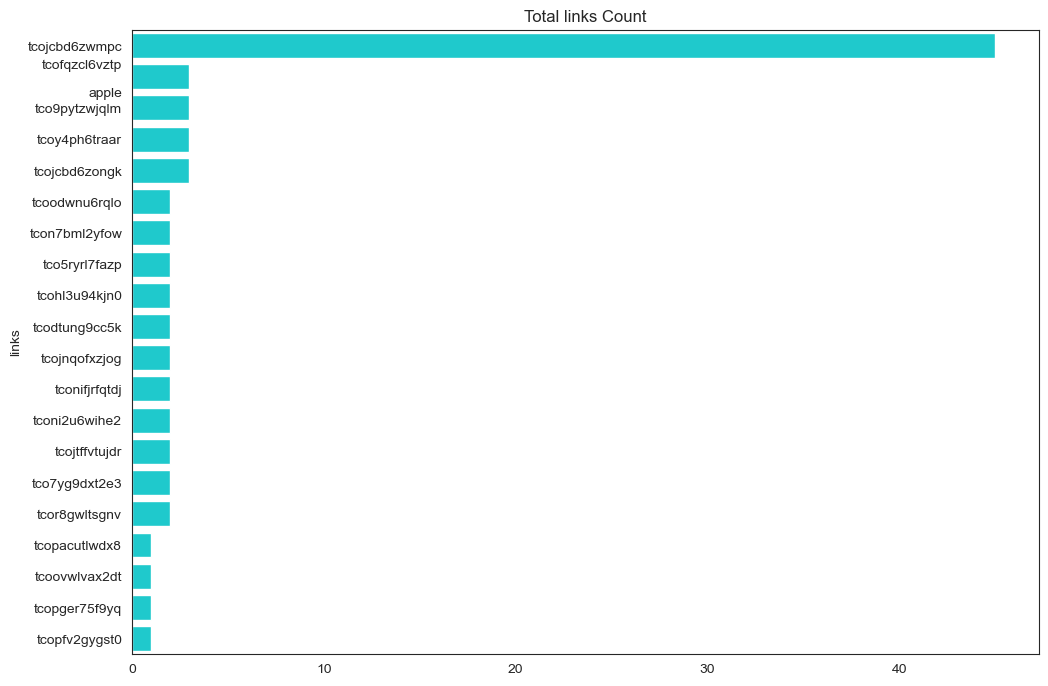 Total links Count
tcojcbd6zwmpc
tcofqzcl6vztp
apple
tco9pytzwjqlm
tcoy4ph6traar
tcojcbd6zongk
tcoodwnu6rqlo
tcon7bml2yfow
tco5ryrl7fazp
tcohl3u94kjn0
tcodtung9cc5k
tcojnqofxzjog
tconifjrfqtdj
tconi2u6wihe2
tcojtffvtujdr
tco7yg9dxt2e3
tcor8gwltsgnv
tcopacutlwdx8
tcoovwlvax2dt
tcopger75f9yq
tcopfv2gygst0
links
0 10 20 30 40